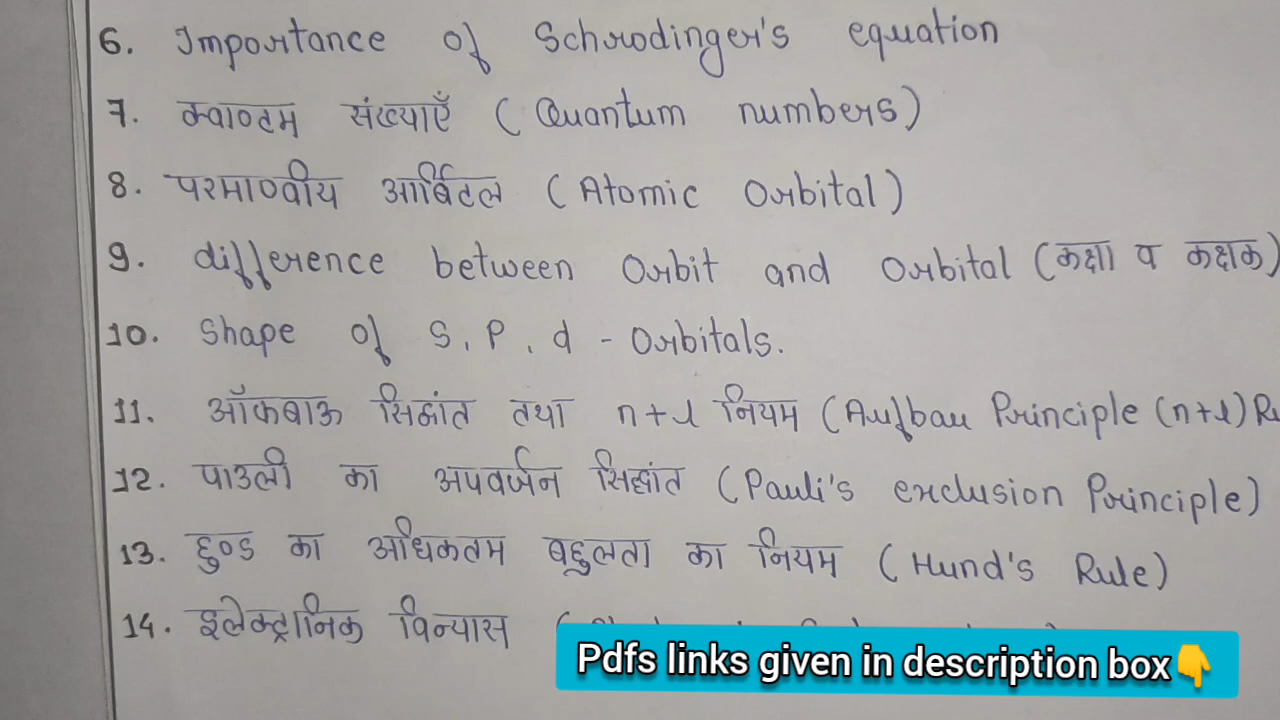 6. Importance of Schrodinger's equation
7. क्वाण्टम संख्याएँ (Quantum numbers)
8. परमाण्वीय आर्बिटल (Atomic Orbital)
9. difference between Orbit and Orbital (कक्षा व कक्षक)
10. Shape of S, P, d - Orbitals.
11. ऑफबाऊ सिद्धांत तथा n+l नियम (Aufbau Principle (n+l)
12. पाउली का अपवर्जन सिद्धांत (Pauli's exclusion Principle)
13. हुण्ड का अधिकतम बहुलता का नियम (Hund's Rule)
14. इलेक्ट्रानिक विन्यास (
Pdfs links given in description box👇